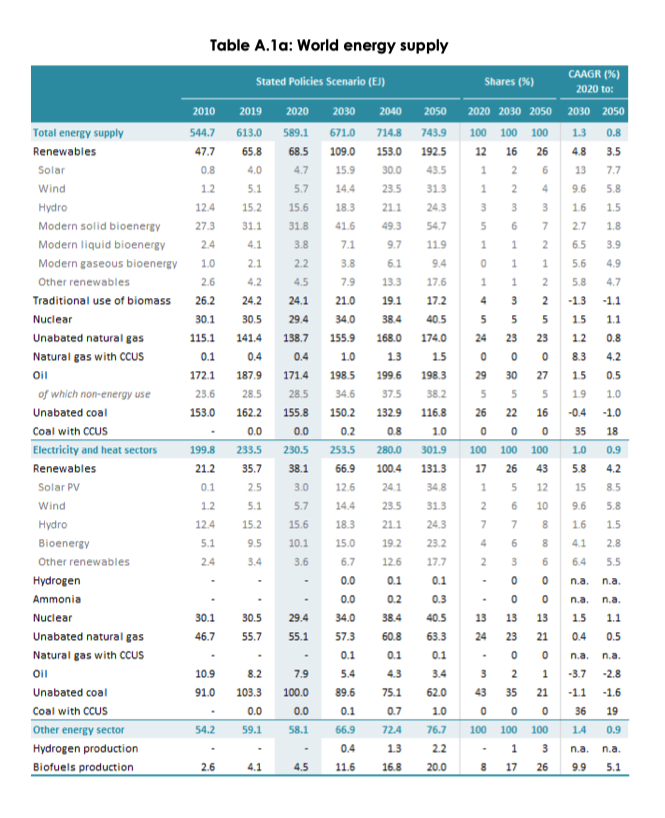 Table A.1a: World energy supply
Stated Policies Scenario (EJ) Shares (%) CAAGR (%)
2020 to:
2010 2019 2020 2030 2040 2050 2020 2030 2050 2030 2050
Total energy supply 544.7 613.0 589.1 671.0 714.8 743.9 100 100 100 1.3 0.8
Renewables 47.7 65.8 68.5 109.0 153.0 192.5 12 16 26 4.8 3.5
Solar 0.8 4.0 4.7 15.9 30.0 43.5 1 2 6 13 7.7
Wind 1.2 5.1 5.7 14.4 23.5 31.3 1 2 4 9.6 5.8
Hydro 12.4 15.2 15.6 18.3 21.1 24.3 3 3 3 1.6 1.5
Modern solid bioenergy 27.3 31.1 31.8 41.6 49.3 54.7 5 6 7 2.7 1.8
Modern liquid bioenergy 2.4 4.1 3.8 7.1 9.7 11.9 1 1 2 6.5 3.9
Modern gaseous bioenergy 1.0 2.1 2.2 3.8 6.1 9.4 0 1 1 5.6 4.9
Other renewables 2.6 4.2 4.5 7.9 13.3 17.6 1 1 2 5.8 4.7
Traditional use of biomass 26.2 24.2 24.1 21.0 19.1 17.2 4 3 2 -1.3 -1.1
Nuclear 30.1 30.5 29.4 34.0 38.4 40.5 5 5 5 1.5 1.1
Unabated natural gas 115.1 141.4 138.7 155.9 168.0 174.0 24 23 23 1.2 0.8
Natural gas with CCUS 0.1 0.4 0.4 1.0 1.3 1.5 0 0 0 8.3 4.2
Oil 172.1 187.9 171.4 198.5 199.6 198.3 29 30 27 1.5 0.5
of which non-energy use 23.6 28.5 28.5 34.6 37.5 38.2 5 5 5 1.9 1.0
Unabated coal 153.0 162.2 155.8 150.2 132.9 116.8 26 22 16 -0.4 -1.0
Coal with CCUS - 0.0 0.0 0.2 0.8 1.0 0 0 0 35 18
Electricity and heat sectors 199.8 233.5 230.5 253.5 280.0 301.9 100 100 100 1.0 0.9
Renewables 21.2 35.7 38.1 66.9 100.4 131.3 17 26 43 5.8 4.2
Solar PV 0.1 2.5 3.0 12.6 24.1 34.8 1 5 12 15 8.5
Wind 1.2 5.1 5.7 14.4 23.5 31.3 2 6 10 9.6 5.8
Hydro 12.4 15.2 15.6 18.3 21.1 24.3 7 7 8 1.6 1.5
Bioenergy 5.1 9.5 10.1 15.0 19.2 23.2 4 6 8 4.1 2.8
Other renewables 2.4 3.4 3.6 6.7 12.6 17.7 2 3 6 6.4 5.5
Hydrogen - - - 0.0 0.1 0.1 - 0 0 n.a. n.a.
Ammonia - - - 0.0 0.2 0.3 - 0 0 n.a. n.a.
Nuclear 30.1 30.5 29.4 34.0 38.4 40.5 13 13 13 1.5 1.1
Unabated natural gas 46.7 55.7 55.1 57.3 60.8 63.3 24 23 21 0.4 0.5
Natural gas with CCUS - - - 0.1 0.1 0.1 - 0 0 n.a. n.a.
Oil 10.9 8.2 7.9 5.4 4.3 3.4 3 2 1 -3.7 -2.8
Unabated coal 91.0 103.3 100.0 89.6 75.1 62.0 43 35 21 -1.1 -1.6
Coal with CCUS - 0.0 0.0 0.1 0.7 1.0 0 0 0 36 19
Other energy sector 54.2 59.1 58.1 66.9 72.4 76.7 100 100 100 1.4 0.9
Hydrogen production - - - 0.4 1.3 2.2 - 1 3 n.a. n.a.
Biofuels production 2.6 4.1 4.5 11.6 16.8 20.0 8 17 26 9.9 5.1